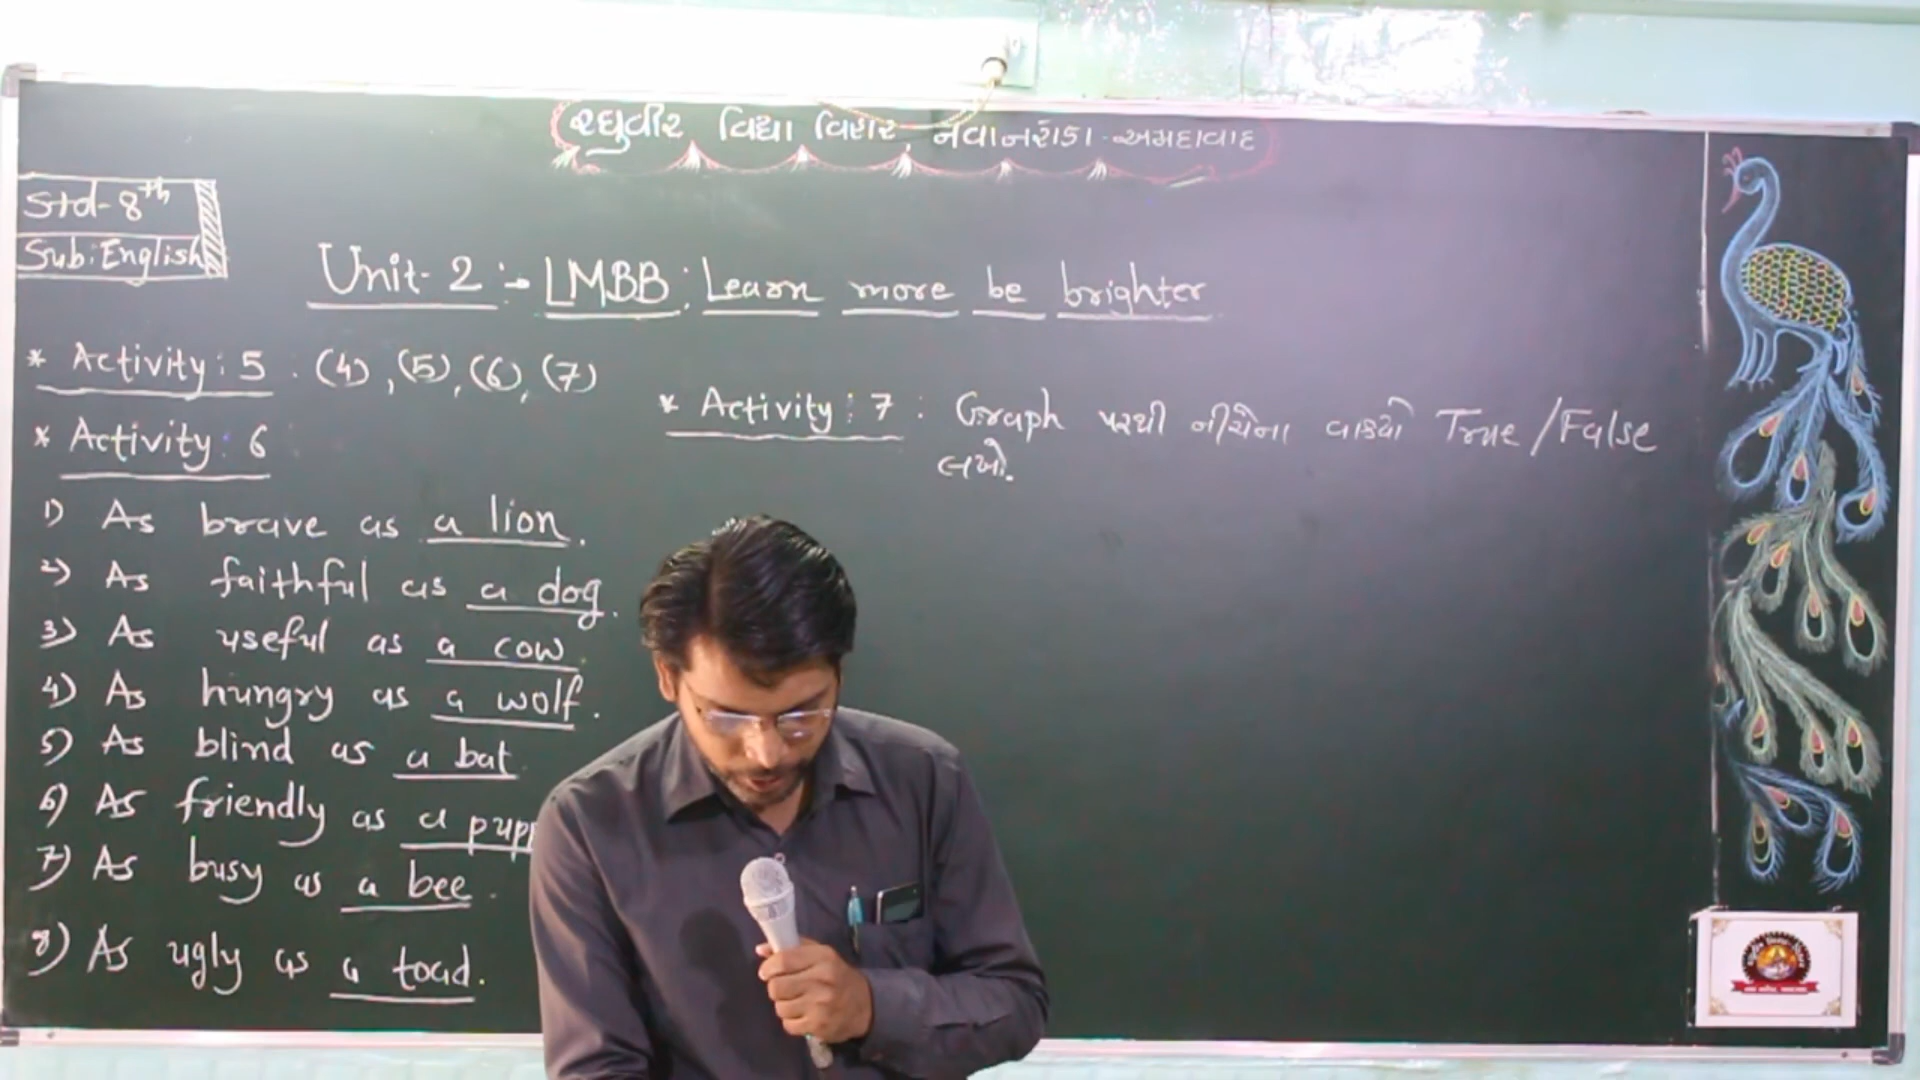 રઘુવીર વિદ્યા વિહાર, નવાનરોડા-અમદાવાદ
Std-8th
Sub:English
Unit-2:- LMBB: Learn more be brighter
* Activity: 5 : (4), (5), (6), (7)
* Activity: 6
1) As brave as a lion.
2) As faithful as a dog.
3) As useful as a cow.
4) As hungry as a wolf.
5) As blind as a bat.
6) As friendly as a pupp
7) As busy as a bee.
8) As ugly as a toad.
* Activity: 7 : Graph પરથી નીચેના વાક્યો True/False
લખો.